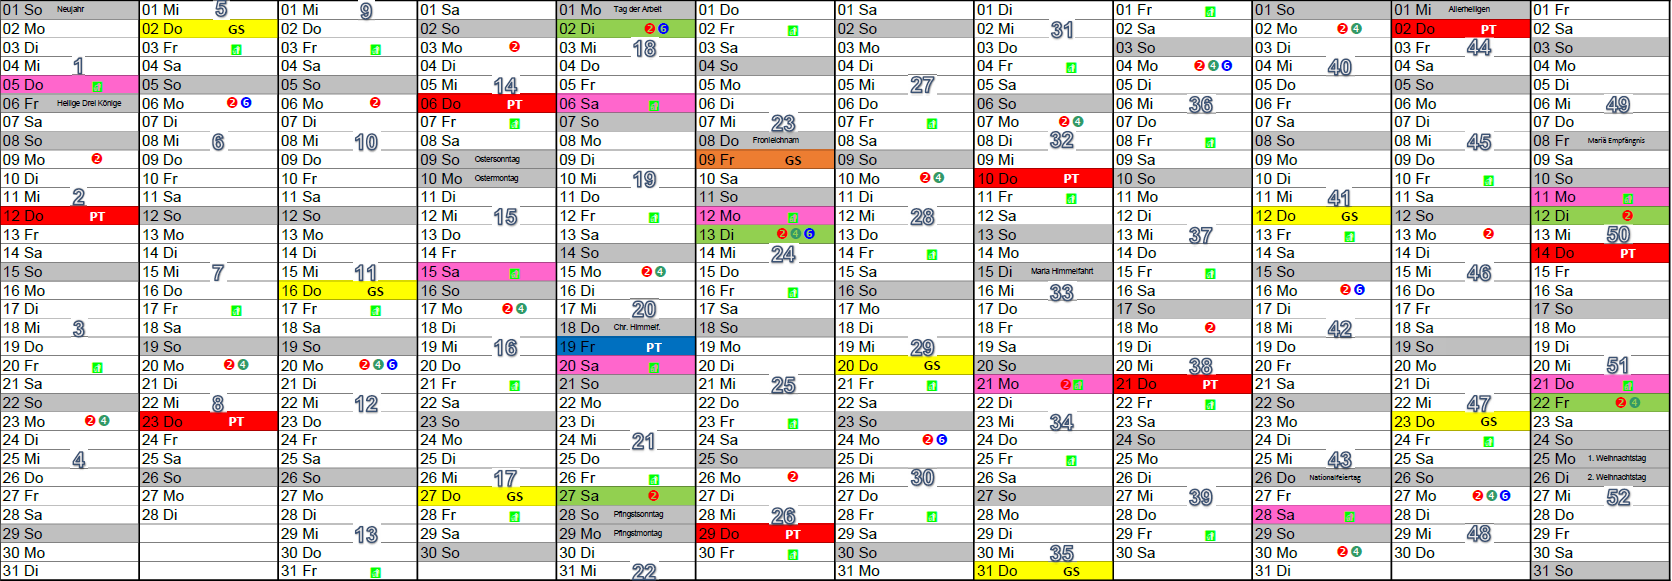 01 So Neujahr
02 Mo
03 Di
04 Mi 1
05 Do
06 Fr Heilige Drei Könige
07 Sa
08 So
09 Mo 2
10 Di
11 Mi 2
12 Do PT
13 Fr
14 Sa
15 So
16 Mo
17 Di
18 Mi 3
19 Do
20 Fr
21 Sa
22 So
23 Mo 2 4
24 Di
25 Mi 4
26 Do
27 Fr
28 Sa
29 So
30 Mo
31 Di
01 Mi 5
02 Do GS
03 Fr
04 Sa
05 So
06 Mo 2 6
07 Di
08 Mi 6
09 Do
10 Fr
11 Sa
12 So
13 Mo
14 Di
15 Mi 7
16 Do
17 Fr
18 Sa
19 So
20 Mo 2 4
21 Di
22 Mi 8
23 Do PT
24 Fr
25 Sa
26 So
27 Mo
28 Di
01 Mi 9
02 Do
03 Fr
04 Sa
05 So
06 Mo 2
07 Di
08 Mi 10
09 Do
10 Fr
11 Sa
12 So
13 Mo
14 Di
15 Mi 11
16 Do GS
17 Fr
18 Sa
19 So
20 Mo 2 4 6
21 Di
22 Mi 12
23 Do
24 Fr
25 Sa
26 So
27 Mo
28 Di
29 Mi 13
30 Do
31 Fr
01 Sa
02 So
03 Mo 2
04 Di
05 Mi 14
06 Do PT
07 Fr
08 Sa
09 So Ostersonntag
10 Mo Ostermontag
11 Di
12 Mi 15
13 Do
14 Fr
15 Sa
16 So
17 Mo 2 4
18 Di
19 Mi 16
20 Do
21 Fr
22 Sa
23 So
24 Mo
25 Di
26 Mi 17
27 Do GS
28 Fr
29 Sa
30 So
01 Mo Tag der Arbeit
02 Di 2 6
03 Mi 18
04 Do
05 Fr
06 Sa
07 So
08 Mo
09 Di
10 Mi 19
11 Do
12 Fr
13 Sa
14 So
15 Mo 2 4
16 Di
17 Mi 20
18 Do Chr. Himmelf.
19 Fr PT
20 Sa
21 So
22 Mo
23 Di
24 Mi 21
25 Do
26 Fr
27 Sa 2
28 So Pfingstsonntag
29 Mo Pfingstmontag
30 Di
31 Mi 22
01 Do
02 Fr
03 Sa
04 So
05 Mo
06 Di
07 Mi 23
08 Do Fronleichnam
09 Fr GS
10 Sa
11 So
12 Mo
13 Di 2 4 6
14 Mi 24
15 Do
16 Fr
17 Sa
18 So
19 Mo
20 Di
21 Mi 25
22 Do
23 Fr
24 Sa
25 So
26 Mo 2
27 Di
28 Mi 26
29 Do PT
30 Fr
01 Sa
02 So
03 Mo
04 Di
05 Mi 27
06 Do
07 Fr
08 Sa
09 So
10 Mo 2 4
11 Di
12 Mi 28
13 Do
14 Fr
15 Sa
16 So
17 Mo
18 Di
19 Mi 29
20 Do GS
21 Fr
22 Sa
23 So
24 Mo 2 6
25 Di
26 Mi 30
27 Do
28 Fr
29 Sa
30 So
31 Mo
01 Di
02 Mi 31
03 Do
04 Fr
05 Sa
06 So
07 Mo 2 4
08 Di 32
09 Mi
10 Do PT
11 Fr
12 Sa
13 So
14 Mo
15 Di Maria Himmelfahrt
16 Mi 33
17 Do
18 Fr
19 Sa
20 So
21 Mo 2
22 Di
23 Mi 34
24 Do
25 Fr
26 Sa
27 So
28 Mo
29 Di
30 Mi 35
31 Do GS
01 Fr
02 Sa
03 So
04 Mo 2 4 6
05 Di
06 Mi 36
07 Do
08 Fr
09 Sa
10 So
11 Mo
12 Di
13 Mi 37
14 Do
15 Fr
16 Sa
17 So
18 Mo 2
19 Di
20 Mi 38
21 Do PT
22 Fr
23 Sa
24 So
25 Mo
26 Di
27 Mi 39
28 Do
29 Fr
30 Sa
01 So
02 Mo 2 4
03 Di
04 Mi 40
05 Do
06 Fr
07 Sa
08 So
09 Mo
10 Di
11 Mi 41
12 Do GS
13 Fr
14 Sa
15 So
16 Mo 2 6
17 Di
18 Mi 42
19 Do
20 Fr
21 Sa
22 So
23 Mo
24 Di
25 Mi 43
26 Do Nationalfeiertag
27 Fr
28 Sa
29 So
30 Mo 2 4
31 Di
01 Mi Allerheiligen
02 Do PT
03 Fr 44
04 Sa
05 So
06 Mo
07 Di
08 Mi 45
09 Do
10 Fr
11 Sa
12 So
13 Mo 2
14 Di
15 Mi 46
16 Do
17 Fr
18 Sa
19 So
20 Mo
21 Di
22 Mi 47
23 Do GS
24 Fr
25 Sa
26 So
27 Mo 2 4 6
28 Di
29 Mi 48
30 Do
01 Fr
02 Sa
03 So
04 Mo
05 Di
06 Mi 49
07 Do
08 Fr Mariä Empfängnis
09 Sa
10 So
11 Mo
12 Di 2
13 Mi 50
14 Do PT
15 Fr
16 Sa
17 So
18 Mo
19 Di
20 Mi 51
21 Do
22 Fr 2 4
23 Sa
24 So
25 Mo 1. Weihnachtstag
26 Di 2. Weihnachtstag
27 Mi 52
28 Do
29 Fr
30 Sa
31 So